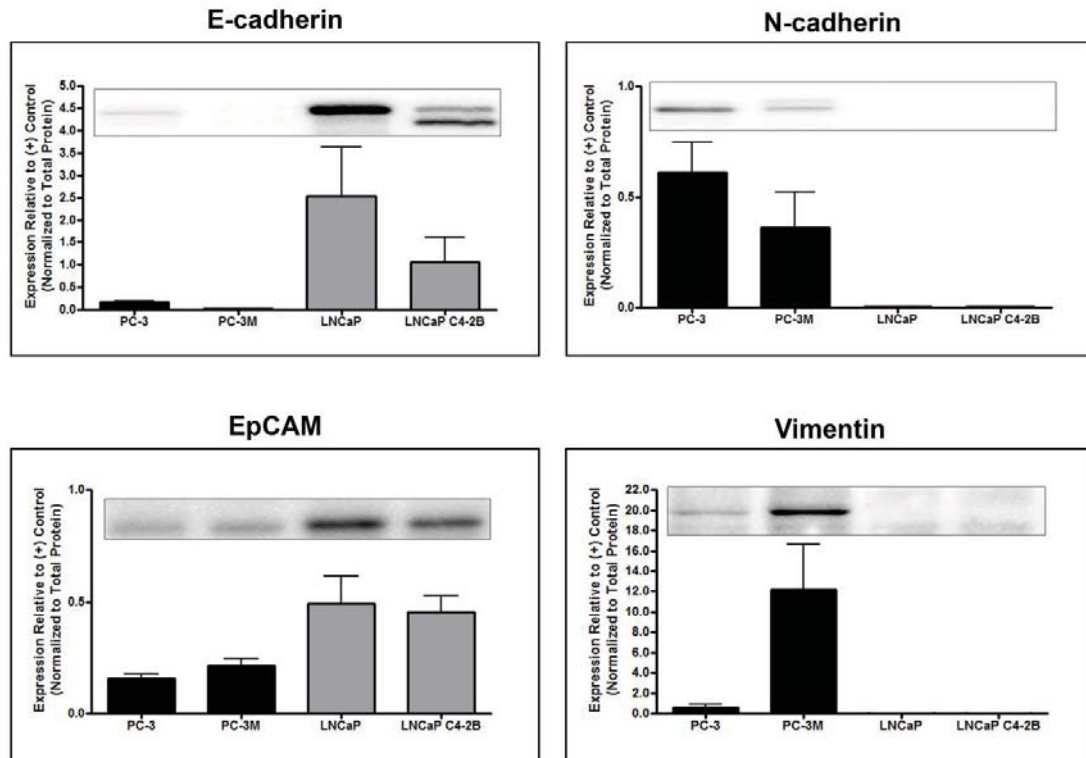 E-cadherin
Expression Relative to (+) Control
(Normalized to Total Protein)
5.0
4.5
4.0
3.5
3.0
2.5
2.0
1.5
1.0
0.5
0.0
PC-3 PC-3M LNCaP LNCaP C4-2B
N-cadherin
Expression Relative to (+) Control
(Normalized to Total Protein)
1.0
0.5
0.0
PC-3 PC-3M LNCaP LNCaP C4-2B
EpCAM
Expression Relative to (+) Control
(Normalized to Total Protein)
1.0
0.5
0.0
PC-3 PC-3M LNCaP LNCaP C4-2B
Vimentin
Expression Relative to (+) Control
(Normalized to Total Protein)
22.0
20.0
18.0
16.0
14.0
12.0
10.0
8.0
6.0
4.0
2.0
0.0
PC-3 PC-3M LNCaP LNCaP C4-2B